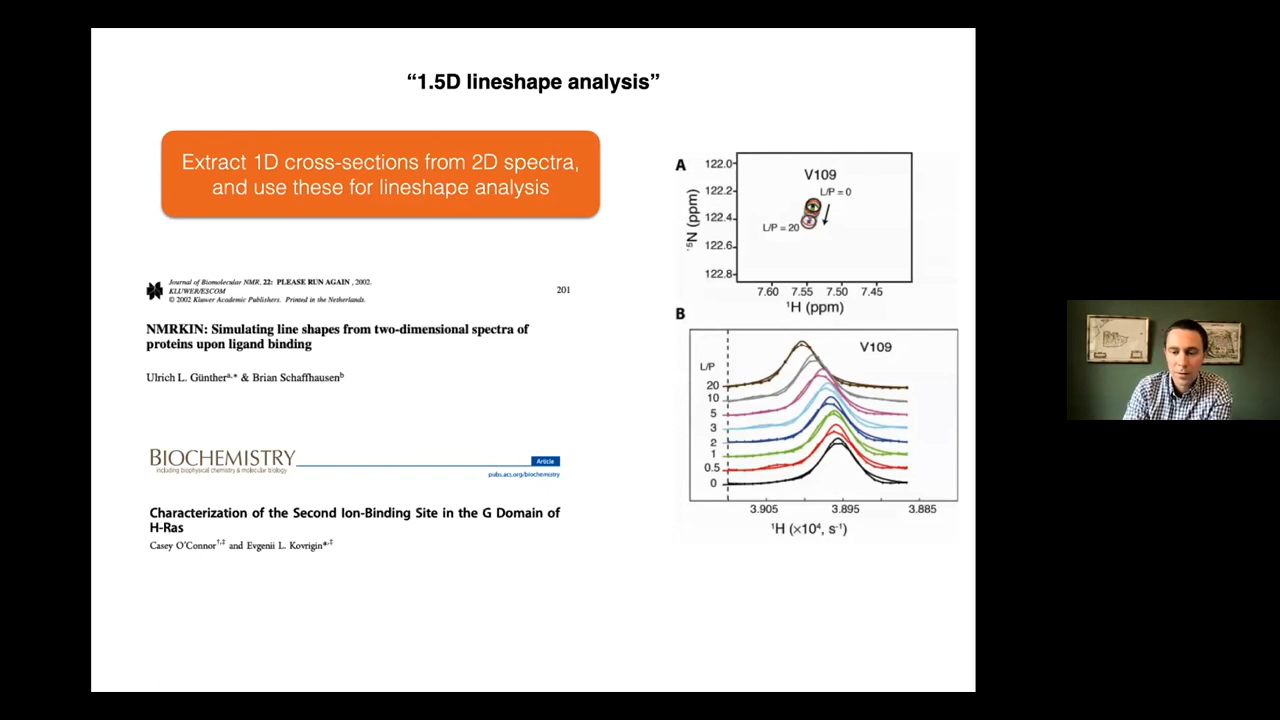 “1.5D lineshape analysis”
Extract 1D cross-sections from 2D spectra,
and use these for lineshape analysis
Journal of Biomolecular NMR, 22: PLEASE RUN AGAIN , 2002.
KLUWER/ESCOM
© 2002 Kluwer Academic Publishers. Printed in the Netherlands.
201
NMRKIN: Simulating line shapes from two-dimensional spectra of
proteins upon ligand binding
Ulrich L. Günther^a,* & Brian Schaffhausen^b
BIOCHEMISTRY
including biophysical chemistry & molecular biology
Article
pubs.acs.org/biochemistry
Characterization of the Second Ion-Binding Site in the G Domain of
H-Ras
Casey O’Connor^†,‡ and Evgenii L. Kovrigin*^,‡
A
122.0
122.2
122.4
122.6
122.8
¹⁵N (ppm)
V109
L/P = 0
L/P = 20
7.60 7.55 7.50 7.45
¹H (ppm)
B
V109
L/P
20
10
5
3
2
1
0.5
0
3.905 3.895 3.885
¹H (×10⁴, s⁻¹)